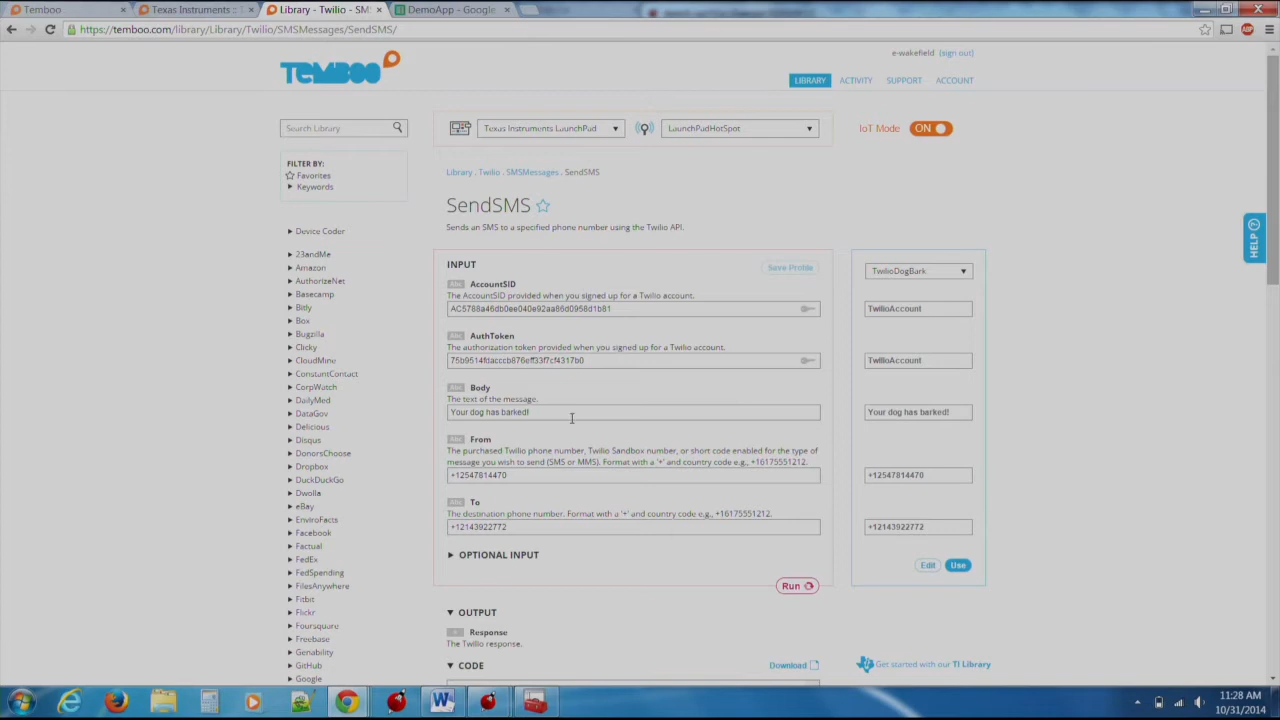 Temboo
Texas Instruments ::
Library - Twilio - SM
DemoApp - Google
https://temboo.com/library/Library/Twilio/SMSMessages/SendSMS/
TEMBOO
e-wakefield (sign out)
LIBRARY ACTIVITY SUPPORT ACCOUNT
Search Library
Texas Instruments LaunchPad
LaunchPadHotSpot
IoT Mode ON
FILTER BY:
Favorites
Keywords
Device Coder
23andMe
Amazon
AuthorizeNet
Basecamp
Bitly
Box
Bugzilla
Clicky
CloudMine
ConstantContact
CorpWatch
DailyMed
DataGov
Delicious
Disqus
DonorsChoose
Dropbox
DuckDuckGo
Dwolla
eBay
EnviroFacts
Facebook
Factual
FedEx
FedSpending
FilesAnywhere
Fitbit
Flickr
Foursquare
Freebase
Genability
GitHub
Google
Library . Twilio . SMSMessages . SendSMS
SendSMS
Sends an SMS to a specified phone number using the Twilio API.
INPUT
Save Profile
Abc AccountSID
The AccountSID provided when you signed up for a Twilio account.
AC5788a46db0ee040e92aa86d0958d1b81
Abc AuthToken
The authorization token provided when you signed up for a Twilio account.
75b9514fdacccb876eff33f7cf4317b0
Abc Body
The text of the message.
Your dog has barked!
Abc From
The purchased Twilio phone number, Twilio Sandbox number, or short code enabled for the type of
message you wish to send (SMS or MMS). Format with a '+' and country code e.g., +16175551212.
+12547814470
Abc To
The destination phone number. Format with a '+' and country code e.g., +16175551212.
+12143922772
OPTIONAL INPUT
Run
OUTPUT
Response
The Twilio response.
CODE
Download
TwilioDogBark
TwilioAccount
TwilioAccount
Your dog has barked!
+12547814470
+12143922772
Edit Use
Get started with our TI Library
HELP
11:28 AM
10/31/2014